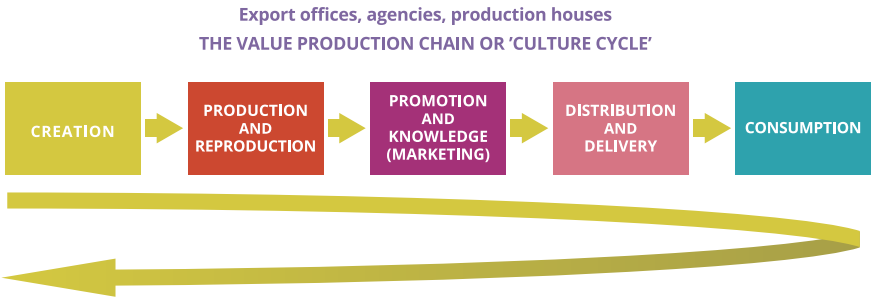 Export offices, agencies, production houses
THE VALUE PRODUCTION CHAIN OR ’CULTURE CYCLE’
CREATION
PRODUCTION
AND
REPRODUCTION
PROMOTION
AND
KNOWLEDGE
(MARKETING)
DISTRIBUTION
AND
DELIVERY
CONSUMPTION